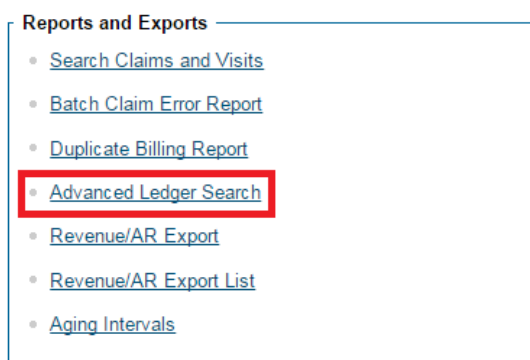 Reports and Exports
Search Claims and Visits
Batch Claim Error Report
Duplicate Billing Report
Advanced Ledger Search
Revenue/AR Export
Revenue/AR Export List
Aging Intervals